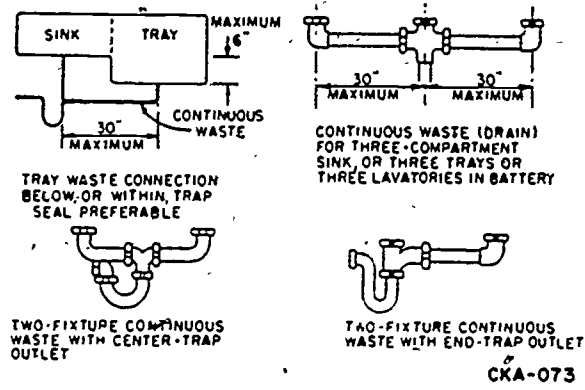 SINK
TRAY
MAXIMUM
6"
30"
MAXIMUM
CONTINUOUS
WASTE
TRAY WASTE CONNECTION
BELOW, OR WITHIN, TRAP
SEAL PREFERABLE
30"
MAXIMUM
30"
MAXIMUM
CONTINUOUS WASTE (DRAIN)
FOR THREE-COMPARTMENT
SINK, OR THREE TRAYS OR
THREE LAVATORIES IN BATTERY
TWO-FIXTURE CONTINUOUS
WASTE WITH CENTER-TRAP
OUTLET
TWO-FIXTURE CONTINUOUS
WASTE WITH END-TRAP OUTLET
CKA-073